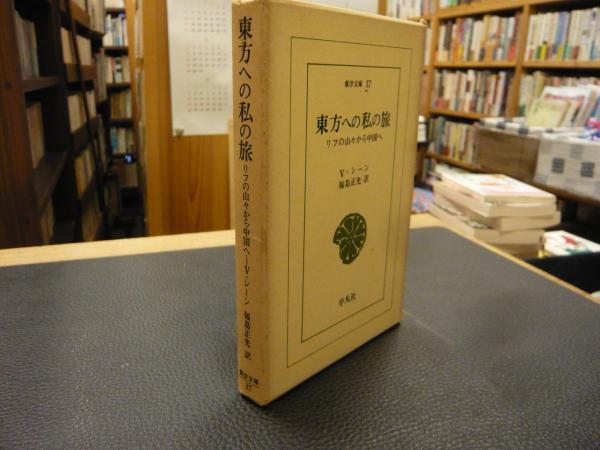 東方への私の旅
リフの山々から中国へ―V・シーン 福島正光 訳
東洋文庫
17
東洋文庫 17
東方への私の旅
リフの山々から中国へ
V・シーン
福島正光 訳
平凡社